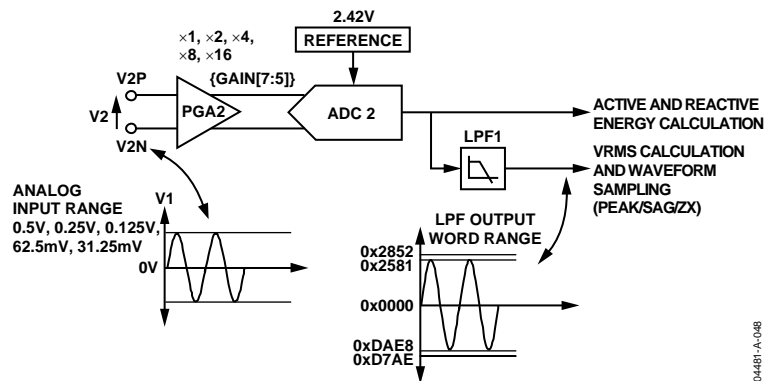 2.42V
REFERENCE
×1, ×2, ×4,
×8, ×16
{GAIN[7:5]}
V2P
V2
V2N
PGA2
ADC 2
ACTIVE AND REACTIVE
ENERGY CALCULATION
LPF1
VRMS CALCULATION
AND WAVEFORM
SAMPLING
(PEAK/SAG/ZX)
ANALOG
INPUT RANGE
0.5V, 0.25V, 0.125V,
62.5mV, 31.25mV
V1
0V
LPF OUTPUT
WORD RANGE
0x2852
0x2581
0x0000
0xDAE8
0xD7AE
04481-A-048